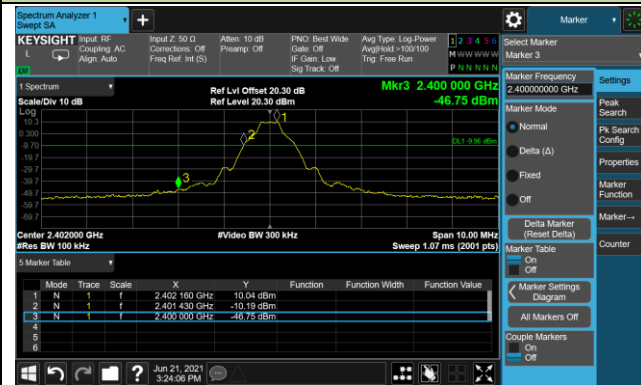 Spectrum Analyzer 1
Swept SA
Marker
KEYSIGHT
L
Input: RF
Coupling: AC
Align: Auto
Input Z: 50 Ω
Corrections: Off
Freq Ref: Int (S)
Atten: 10 dB
Preamp: Off
PNO: Best Wide
Gate: Off
IF Gain: Low
Sig Track: Off
Avg Type: Log-Power
Avg|Hold:>100/100
Trig: Free Run
1 2 3 4 5 6
M W W W W W
P N N N N N
Select Marker
Marker 3
Marker Frequency
2.400000000 GHz
Marker Mode
Normal
Delta (Δ)
Fixed
Off
Delta Marker
(Reset Delta)
Marker Table
On
Off
Marker Settings
Diagram
All Markers Off
Couple Markers
On
Off
Settings
Peak
Search
Pk Search
Config
Properties
Marker
Function
Marker→
Counter
1 Spectrum
Scale/Div 10 dB
Log
Ref Lvl Offset 20.30 dB
Ref Level 20.30 dBm
Mkr3 2.400 000 GHz
-46.75 dBm
10.3
0.300
-9.70
-19.7
-29.7
-39.7
-49.7
-59.7
-69.7
1
2
3
DL1 -9.96 dBm
Center 2.402000 GHz
#Res BW 100 kHz
#Video BW 300 kHz
Span 10.00 MHz
Sweep 1.07 ms (2001 pts)
5 Marker Table
Mode Trace Scale X Y Function Function Width Function Value
1 N 1 f 2.402 160 GHz 10.04 dBm
2 N 1 f 2.401 430 GHz -10.19 dBm
3 N 1 f 2.400 000 GHz -46.75 dBm
4
5
6
?
Jun 21, 2021
3:24:06 PM